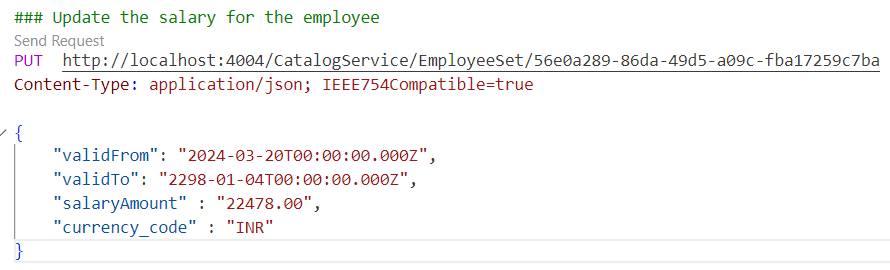 ### Update the salary for the employee
Send Request
PUT http://localhost:4004/CatalogService/EmployeeSet/56e0a289-86da-49d5-a09c-fba17259c7ba
Content-Type: application/json; IEEE754Compatible=true
{
"validFrom": "2024-03-20T00:00:00.000Z",
"validTo": "2298-01-04T00:00:00.000Z",
"salaryAmount" : "22478.00",
"currency_code" : "INR"
}